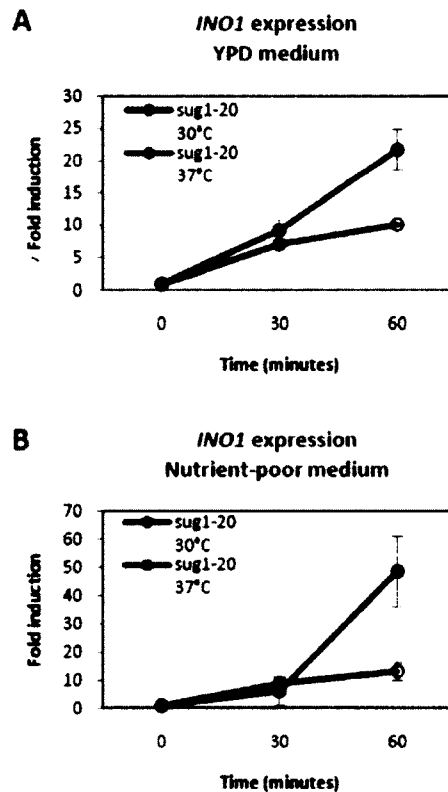 A
INO1 expression
YPD medium
30
25
20
15
10
5
0
Fold induction
sug1-20
30°C
sug1-20
37°C
0 30 60
Time (minutes)
B
INO1 expression
Nutrient-poor medium
70
60
50
40
30
20
10
0
Fold induction
sug1-20
30°C
sug1-20
37°C
0 30 60
Time (minutes)